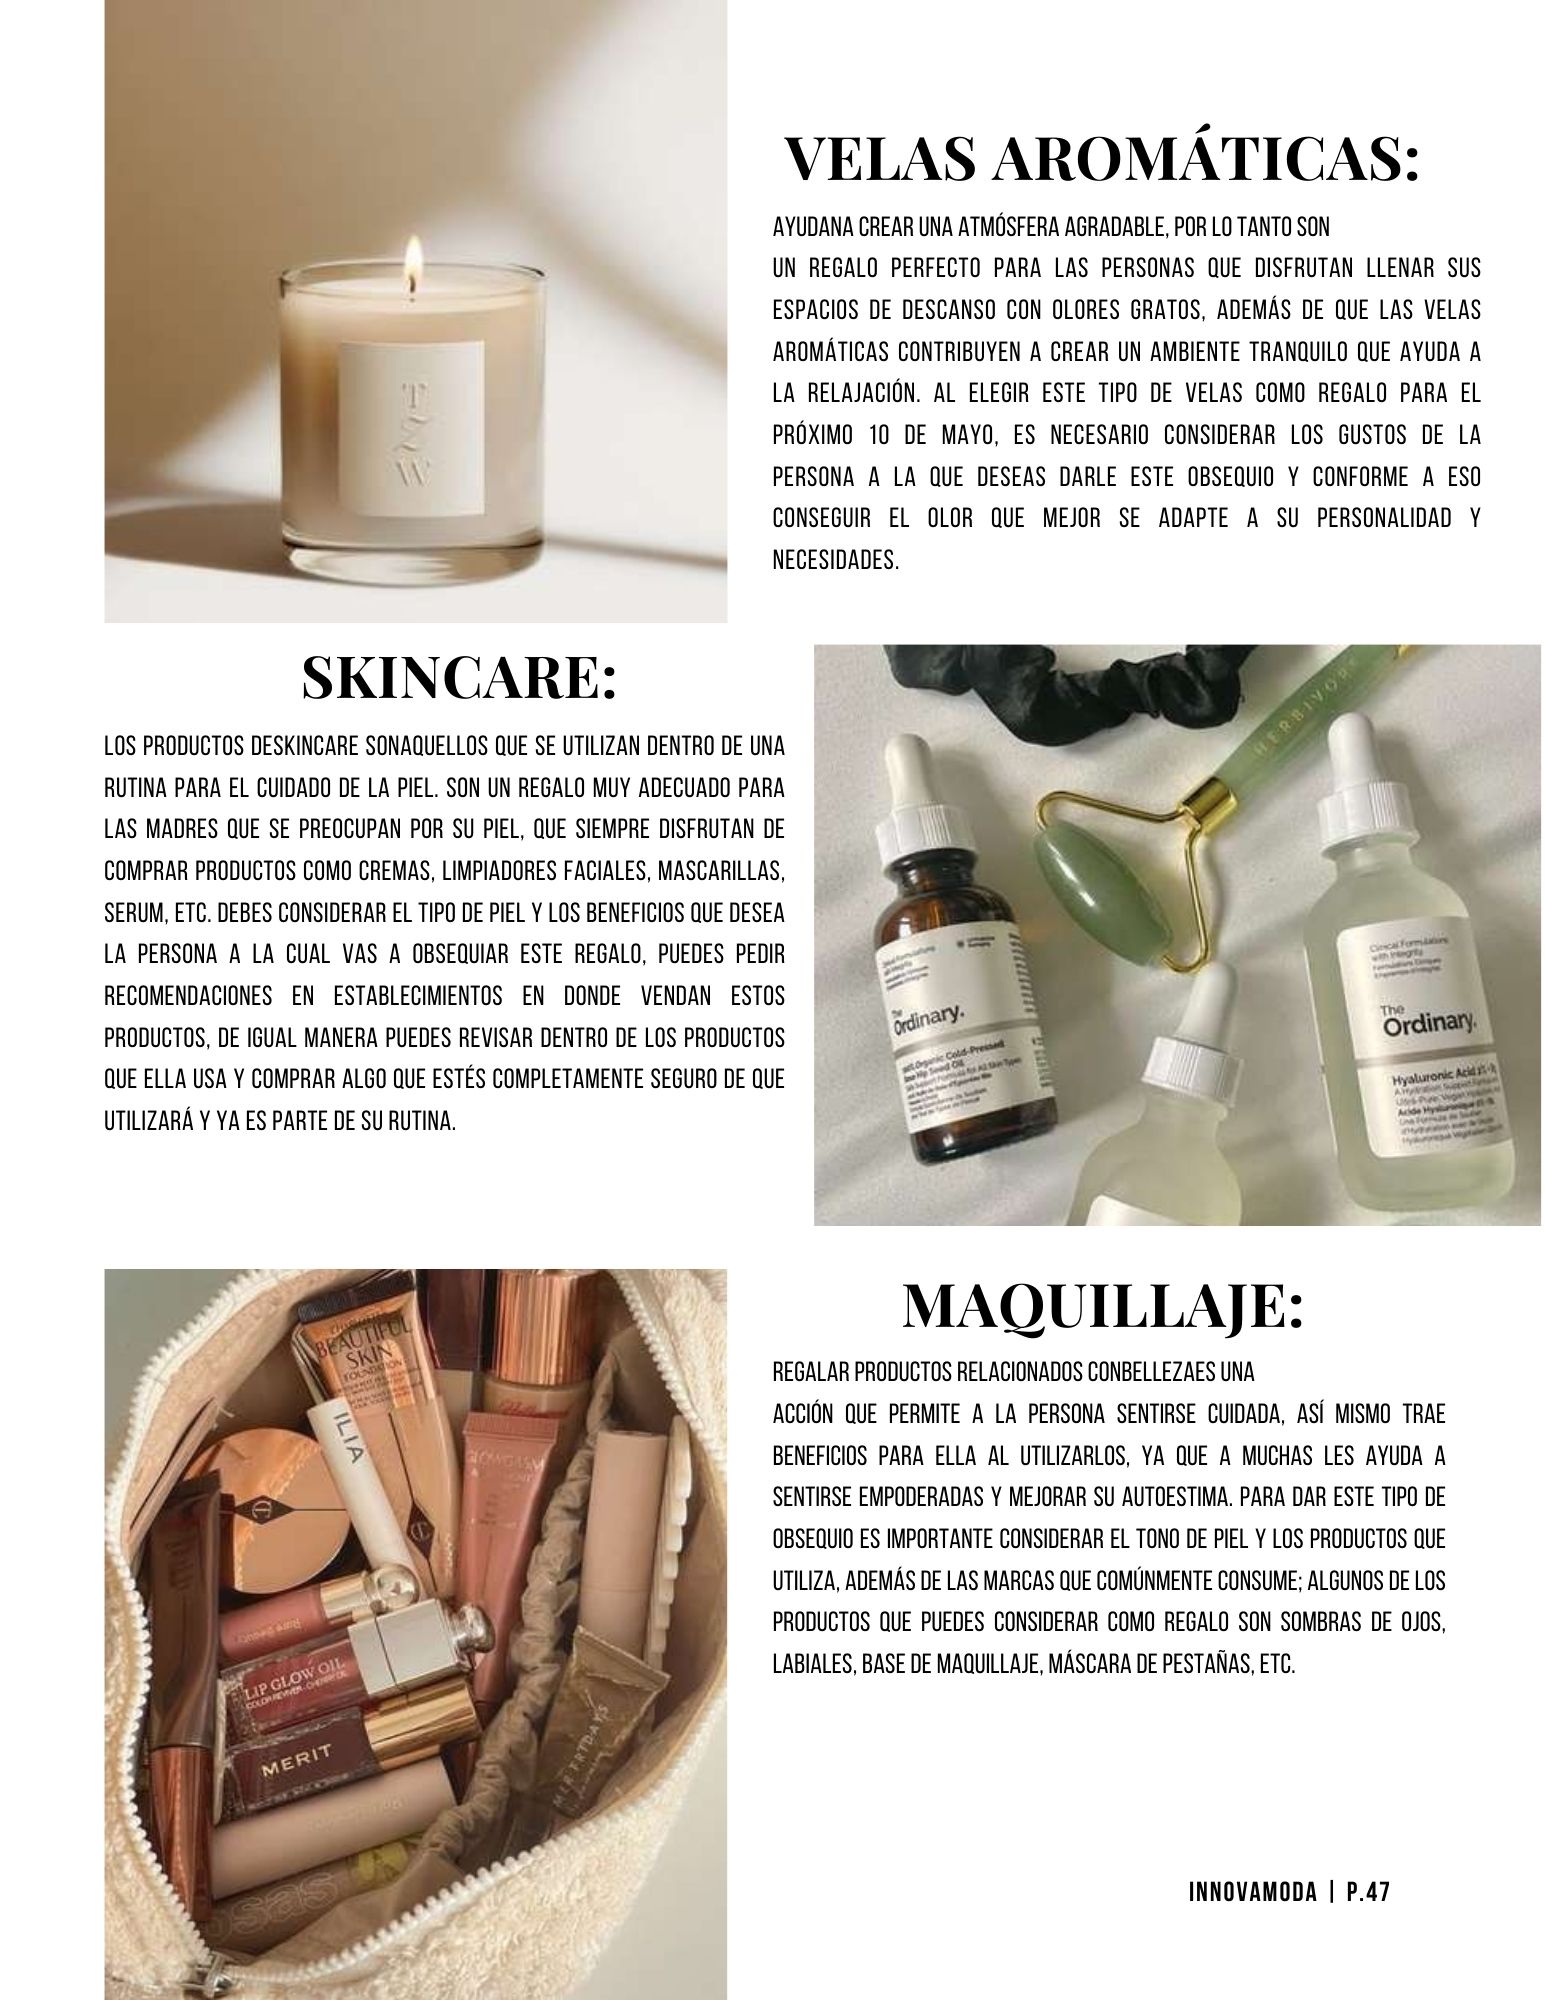 VELAS AROMÁTICAS:
AYUDANA CREAR UNA ATMÓSFERA AGRADABLE, POR LO TANTO SON
UN REGALO PERFECTO PARA LAS PERSONAS QUE DISFRUTAN LLENAR SUS
ESPACIOS DE DESCANSO CON OLORES GRATOS, ADEMÁS DE QUE LAS VELAS
AROMÁTICAS CONTRIBUYEN A CREAR UN AMBIENTE TRANQUILO QUE AYUDA A
LA RELAJACIÓN. AL ELEGIR ESTE TIPO DE VELAS COMO REGALO PARA EL
PRÓXIMO 10 DE MAYO, ES NECESARIO CONSIDERAR LOS GUSTOS DE LA
PERSONA A LA QUE DESEAS DARLE ESTE OBSEQUIO Y CONFORME A ESO
CONSEGUIR EL OLOR QUE MEJOR SE ADAPTE A SU PERSONALIDAD Y
NECESIDADES.
T
W
SKINCARE:
LOS PRODUCTOS DESKINCARE SONAQUELLOS QUE SE UTILIZAN DENTRO DE UNA
RUTINA PARA EL CUIDADO DE LA PIEL. SON UN REGALO MUY ADECUADO PARA
LAS MADRES QUE SE PREOCUPAN POR SU PIEL, QUE SIEMPRE DISFRUTAN DE
COMPRAR PRODUCTOS COMO CREMAS, LIMPIADORES FACIALES, MASCARILLAS,
SERUM, ETC. DEBES CONSIDERAR EL TIPO DE PIEL Y LOS BENEFICIOS QUE DESEA
LA PERSONA A LA CUAL VAS A OBSEQUIAR ESTE REGALO, PUEDES PEDIR
RECOMENDACIONES EN ESTABLECIMIENTOS EN DONDE VENDAN ESTOS
PRODUCTOS, DE IGUAL MANERA PUEDES REVISAR DENTRO DE LOS PRODUCTOS
QUE ELLA USA Y COMPRAR ALGO QUE ESTÉS COMPLETAMENTE SEGURO DE QUE
UTILIZARÁ Y YA ES PARTE DE SU RUTINA.
HERBIVORE
The
Ordinary.
100% Organic Cold-Pressed
Rose Hip Seed Oil
Clinical Formulations
with Integrity.
The
Ordinary.
Hyaluronic Acid 2% + B5
A Hydration Support Formula
Acide Hyaluronique 2% + B5
MAQUILLAJE:
REGALAR PRODUCTOS RELACIONADOS CONBELLEZAES UNA
ACCIÓN QUE PERMITE A LA PERSONA SENTIRSE CUIDADA, ASÍ MISMO TRAE
BENEFICIOS PARA ELLA AL UTILIZARLOS, YA QUE A MUCHAS LES AYUDA A
SENTIRSE EMPODERADAS Y MEJORAR SU AUTOESTIMA. PARA DAR ESTE TIPO DE
OBSEQUIO ES IMPORTANTE CONSIDERAR EL TONO DE PIEL Y LOS PRODUCTOS QUE
UTILIZA, ADEMÁS DE LAS MARCAS QUE COMÚNMENTE CONSUME; ALGUNOS DE LOS
PRODUCTOS QUE PUEDES CONSIDERAR COMO REGALO SON SOMBRAS DE OJOS,
LABIALES, BASE DE MAQUILLAJE, MÁSCARA DE PESTAÑAS, ETC.
BEAUTIFUL
SKIN
FOUNDATION
ILIA
GLOWGASM
Rare Beauty
LIP GLOW OIL
COLOR REVIVER - CHERRY OIL
MERIT
INNOVAMODA | P.47